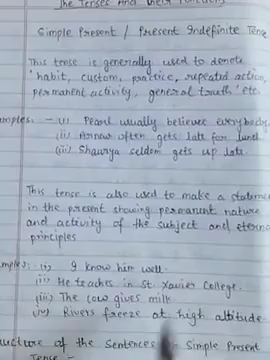 The Tenses And their Functions
Simple Present / Present Indefinite Tense
This tense is generally used to denote
'habit, custom, practice, repeated action,
permanent activity, general truth' etc.
mples: - (i) Pearl usually believes everybody
(ii) Arnav often gets late for lunch
(iii) Shaurya seldom gets up late.
This tense is also used to make a statement
in the present showing permanent nature
and activity of the subject and eternal
principles
mples: (i) I know him well.
(ii) He teaches in St. Xavier College.
(iii) The cow gives milk
(iv) Rivers freeze at high altitude
ucture of the Sentences in Simple Present
Tense -